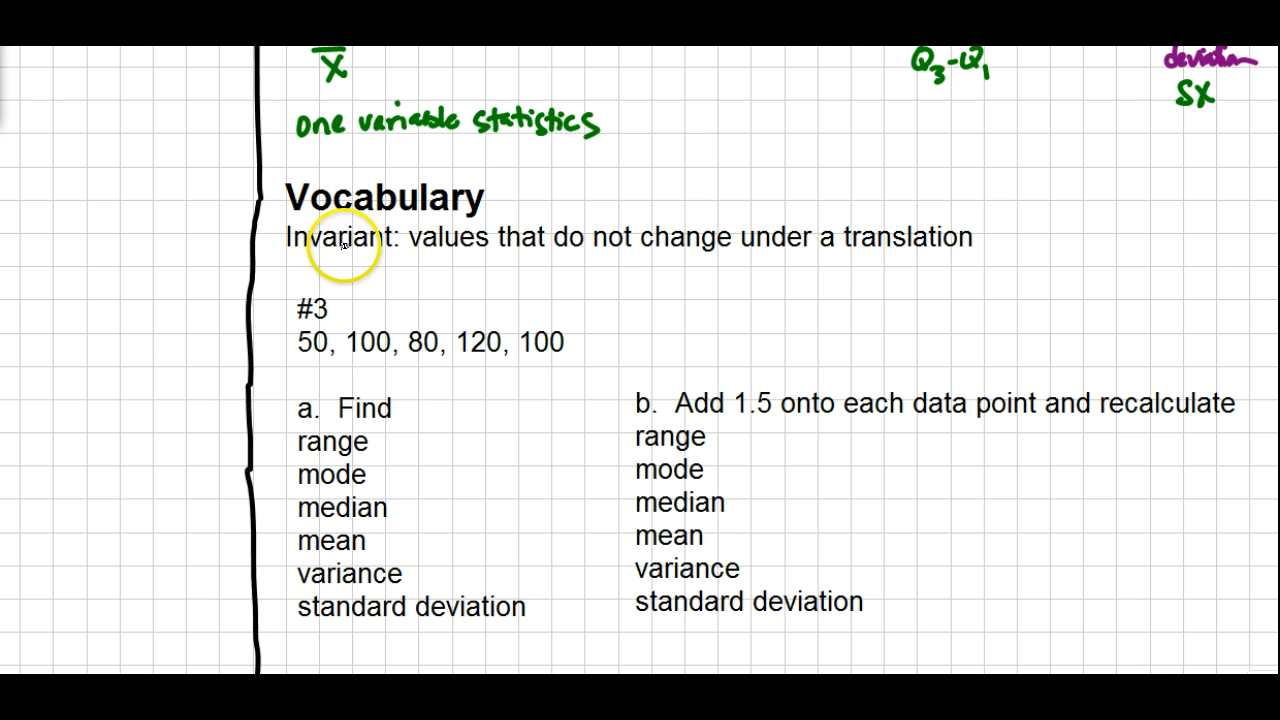 X
Q3-Q1
deviation
SX
one variable statistics
Vocabulary
Invariant: values that do not change under a translation
#3
50, 100, 80, 120, 100
a. Find
range
mode
median
mean
variance
standard deviation
b. Add 1.5 onto each data point and recalculate
range
mode
median
mean
variance
standard deviation